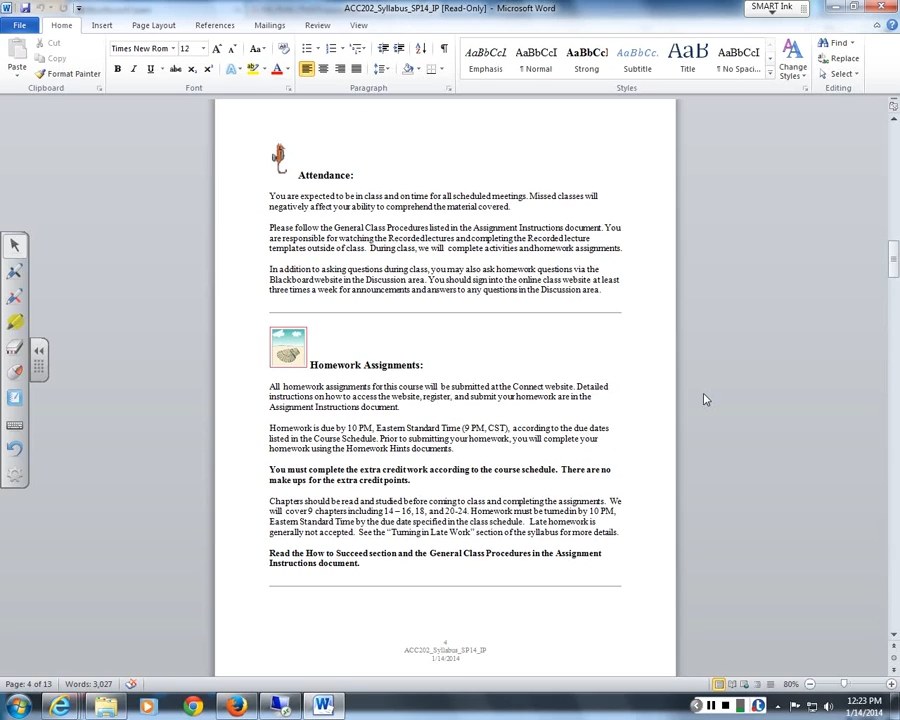 ACC202_Syllabus_SP14_IP [Read-Only] - Microsoft Word
SMART Ink
File Home Insert Page Layout References Mailings Review View
Paste
Cut
Copy
Format Painter
Clipboard
Times New Rom 12
Font
Paragraph
AaBbCcI AaBbCcI AaBbCcI AaBbCc. AaBb AaBbCcI
Emphasis ¶ Normal Strong Subtitle Title ¶ No Spaci...
Change Styles
Styles
Find
Replace
Select
Editing
Attendance:
You are expected to be in class and on time for all scheduled meetings. Missed classes will
negatively affect your ability to comprehend the material covered.
Please follow the General Class Procedures listed in the Assignment Instructions document. You
are responsible for watching the Recorded lectures and completing the Recorded lecture
templates outside of class. During class, we will complete activities and homework assignments.
In addition to asking questions during class, you may also ask homework questions via the
Blackboard website in the Discussion area. You should sign into the online class website at least
three times a week for announcements and answers to any questions in the Discussion area.
Homework Assignments:
All homework assignments for this course will be submitted at the Connect website. Detailed
instructions on how to access the website, register, and submit your homework are in the
Assignment Instructions document.
Homework is due by 10 PM, Eastern Standard Time (9 PM, CST), according to the due dates
listed in the Course Schedule. Prior to submitting your homework, you will complete your
homework using the Homework Hints documents.
You must complete the extra credit work according to the course schedule. There are no
make ups for the extra credit points.
Chapters should be read and studied before coming to class and completing the assignments. We
will cover 9 chapters including 14 – 16, 18, and 20-24. Homework must be turned in by 10 PM,
Eastern Standard Time by the due date specified in the class schedule. Late homework is
generally not accepted. See the “Turning in Late Work” section of the syllabus for more details.
Read the How to Succeed section and the General Class Procedures in the Assignment
Instructions document.
4
ACC202_Syllabus_SP14_IP
1/14/2014
Page: 4 of 13 Words: 3,027
80%
12:23 PM
1/14/2014